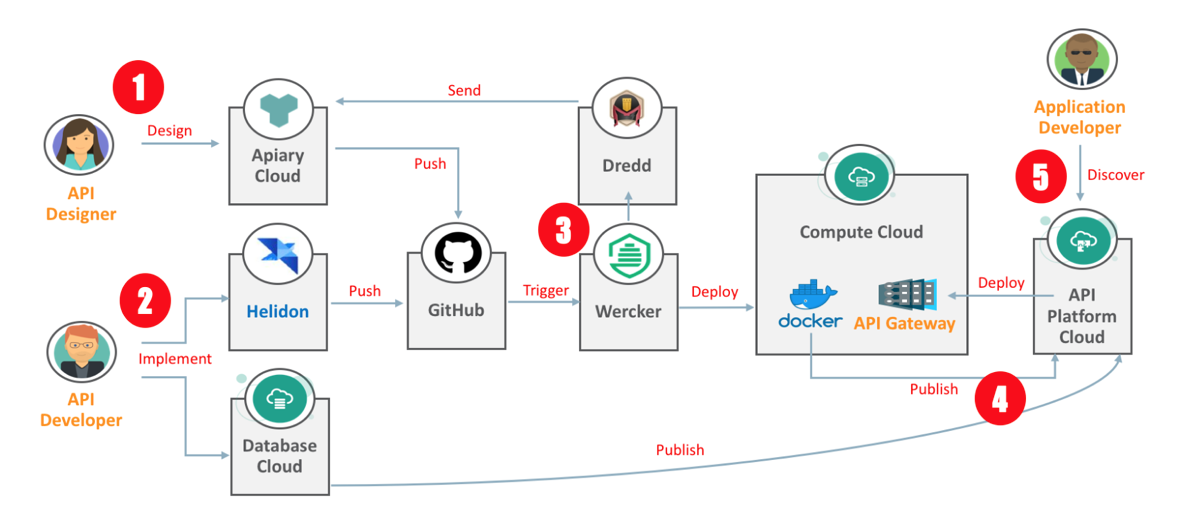 1
Design
API
Designer
Apiary
Cloud
Send
Push
Dredd
Application
Developer
5
Discover
2
Implement
API
Developer
Helidon
Push
GitHub
Trigger
3
Wercker
Deploy
Compute Cloud
docker
API Gateway
Deploy
API
Platform
Cloud
Publish
4
Database
Cloud
Publish